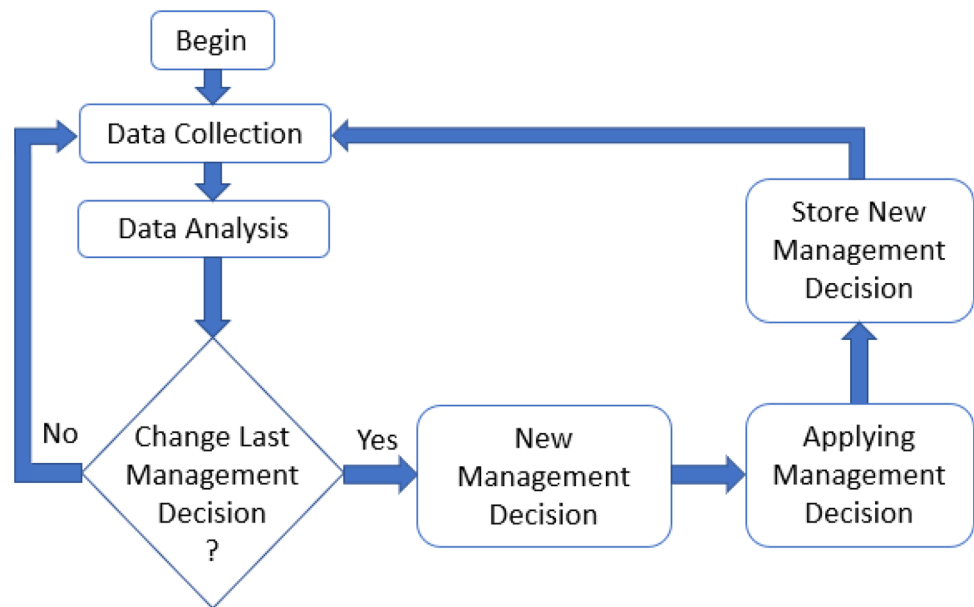 Begin
Data Collection
Data Analysis
Change Last
Management
Decision
?
No
Yes
New
Management
Decision
Applying
Management
Decision
Store New
Management
Decision